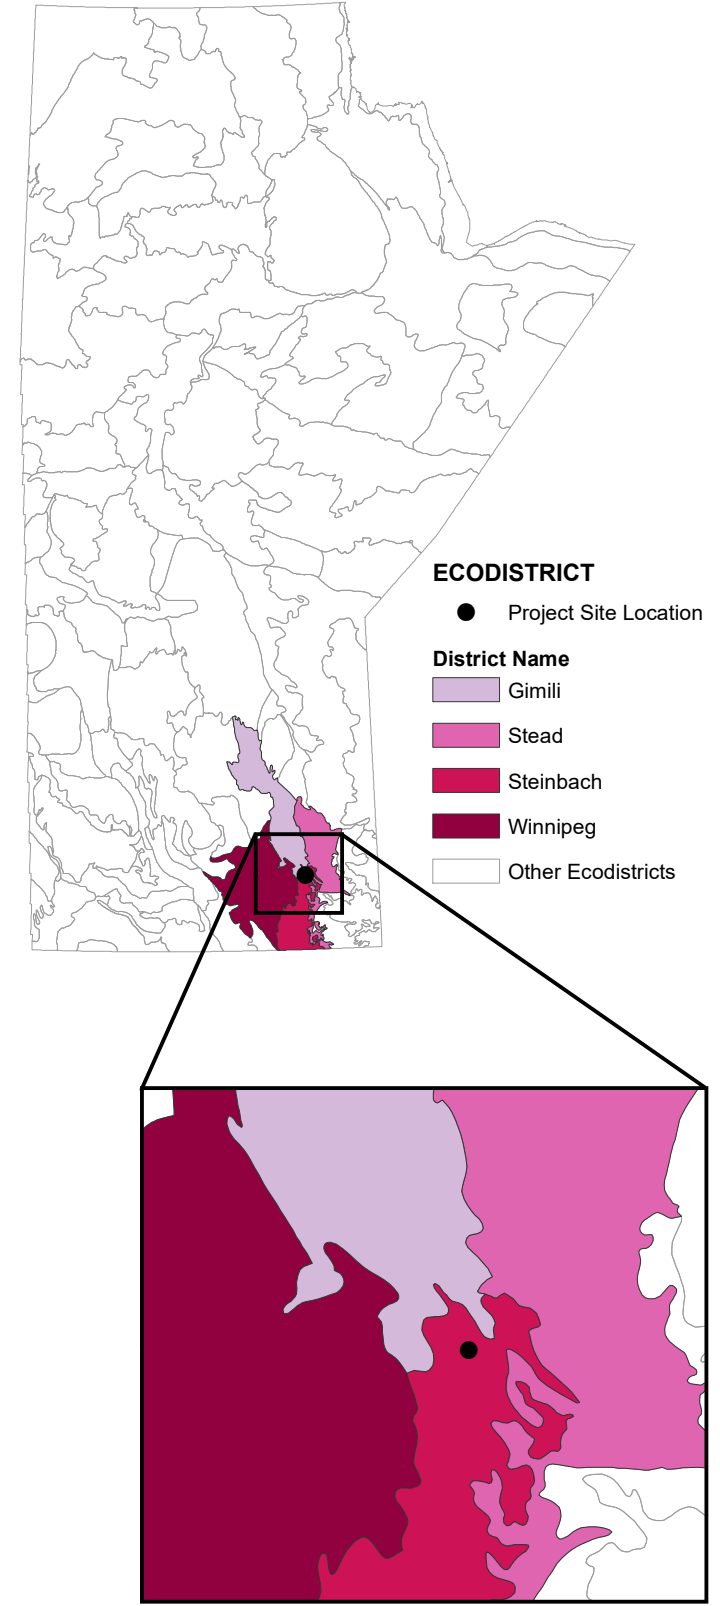 ECODISTRICT
Project Site Location
District Name
Gimili
Stead
Steinbach
Winnipeg
Other Ecodistricts